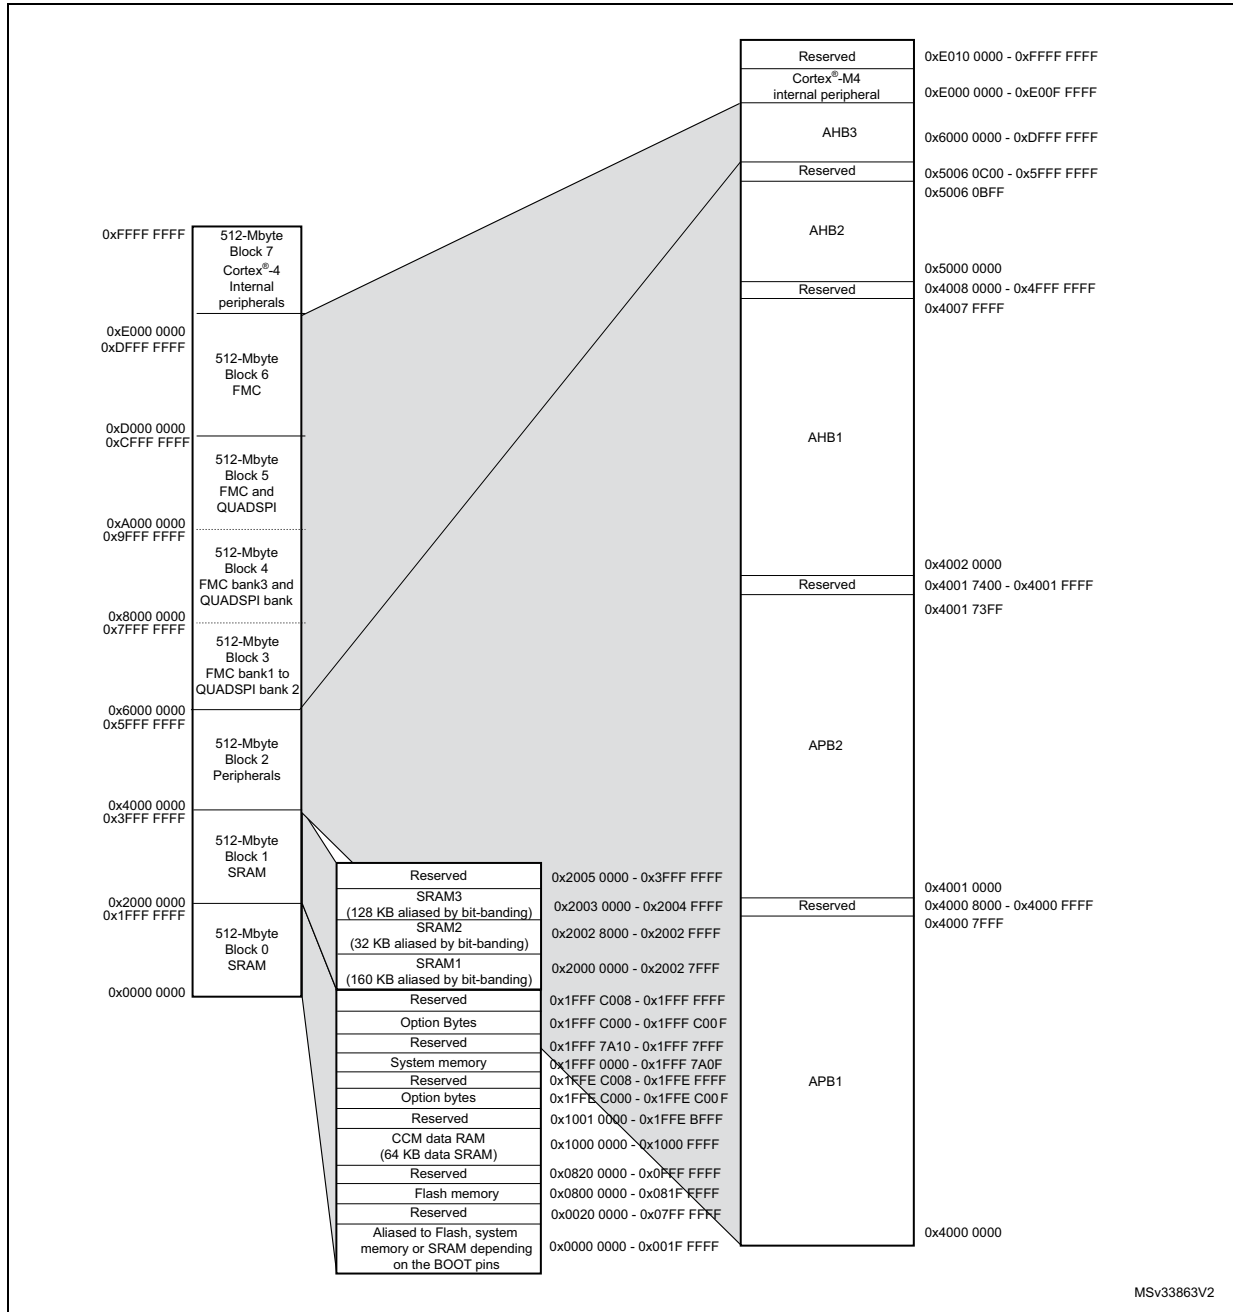 0xFFFF FFFF
512-Mbyte
Block 7
Cortex®-4
Internal
peripherals
0xE000 0000
0xDFFF FFFF
512-Mbyte
Block 6
FMC
0xD000 0000
0xCFFF FFFF
512-Mbyte
Block 5
FMC and
QUADSPI
0xA000 0000
0x9FFF FFFF
512-Mbyte
Block 4
FMC bank3 and
QUADSPI bank
0x8000 0000
0x7FFF FFFF
512-Mbyte
Block 3
FMC bank1 to
QUADSPI bank 2
0x6000 0000
0x5FFF FFFF
512-Mbyte
Block 2
Peripherals
0x4000 0000
0x3FFF FFFF
512-Mbyte
Block 1
SRAM
0x2000 0000
0x1FFF FFFF
512-Mbyte
Block 0
SRAM
0x0000 0000
Reserved 0x2005 0000 - 0x3FFF FFFF
SRAM3
(128 KB aliased by bit-banding) 0x2003 0000 - 0x2004 FFFF
SRAM2
(32 KB aliased by bit-banding) 0x2002 8000 - 0x2002 FFFF
SRAM1
(160 KB aliased by bit-banding) 0x2000 0000 - 0x2002 7FFF
Reserved 0x1FFF C008 - 0x1FFF FFFF
Option Bytes 0x1FFF C000 - 0x1FFF C00F
Reserved 0x1FFF 7A10 - 0x1FFF 7FFF
System memory 0x1FFF 0000 - 0x1FFF 7A0F
Reserved 0x1FFE C008 - 0x1FFE FFFF
Option bytes 0x1FFE C000 - 0x1FFE C00F
Reserved 0x1001 0000 - 0x1FFE BFFF
CCM data RAM
(64 KB data SRAM) 0x1000 0000 - 0x1000 FFFF
Reserved 0x0820 0000 - 0x0FFF FFFF
Flash memory 0x0800 0000 - 0x081F FFFF
Reserved 0x0020 0000 - 0x07FF FFFF
Aliased to Flash, system
memory or SRAM depending 0x0000 0000 - 0x001F FFFF
on the BOOT pins
Reserved 0xE010 0000 - 0xFFFF FFFF
Cortex®-M4
internal peripheral 0xE000 0000 - 0xE00F FFFF
AHB3 0x6000 0000 - 0xDFFF FFFF
Reserved 0x5006 0C00 - 0x5FFF FFFF
0x5006 0BFF
AHB2
0x5000 0000
Reserved 0x4008 0000 - 0x4FFF FFFF
0x4007 FFFF
AHB1
0x4002 0000
Reserved 0x4001 7400 - 0x4001 FFFF
0x4001 73FF
APB2
0x4001 0000
Reserved 0x4000 8000 - 0x4000 FFFF
0x4000 7FFF
APB1
0x4000 0000
MSv33863V2